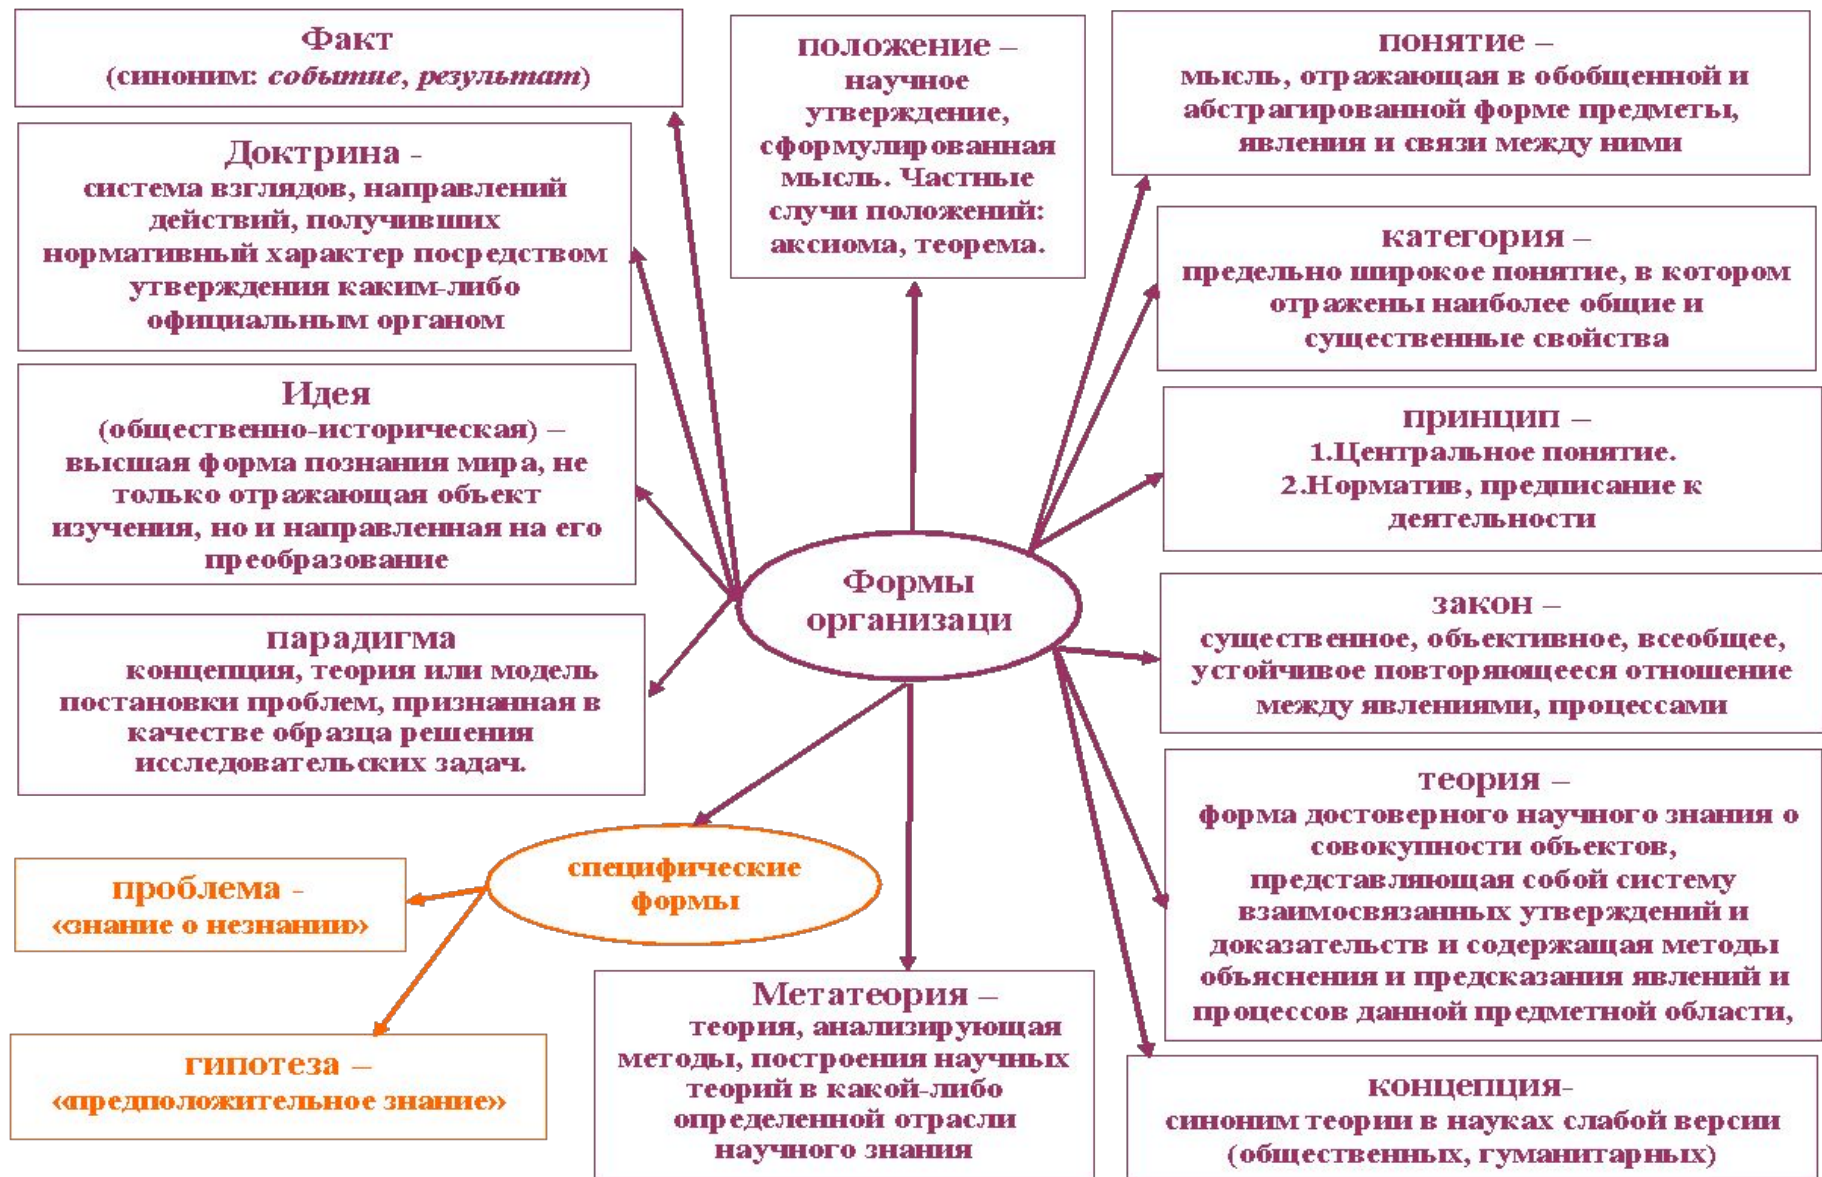 Факт
(синоним: событие, результат)
Доктрина -
система взглядов, направлений
действий, получивших
нормативный характер посредством
утверждения каким-либо
официальным органом
Идея
(общественно-историческая) –
высшая форма познания мира, не
только отражающая объект
изучения, но и направленная на его
преобразование
парадигма
концепция, теория или модель
постановки проблем, признанная в
качестве образца решения
исследовательских задач.
положение –
научное
утверждение,
сформулированная
мысль. Частные
случи положений:
аксиома, теорема.
понятие –
мысль, отражающая в обобщенной и
абстрагированной форме предметы,
явления и связи между ними
категория –
предельно широкое понятие, в котором
отражены наиболее общие и
существенные свойства
принцип –
1.Центральное понятие.
2.Норматив, предписание к
деятельности
Формы
организаци
закон –
существенное, объективное, всеобщее,
устойчивое повторяющееся отношение
между явлениями, процессами
теория –
форма достоверного научного знания о
совокупности объектов,
представляющая собой систему
взаимосвязанных утверждений и
доказательств и содержащая методы
объяснения и предсказания явлений и
процессов данной предметной области,
концепция-
синоним теории в науках слабой версии
(общественных, гуманитарных)
специфические
формы
проблема -
«знание о незнании»
гипотеза –
«предположительное знание»
Метатеория –
теория, анализирующая
методы, построения научных
теорий в какой-либо
определенной отрасли
научного знания